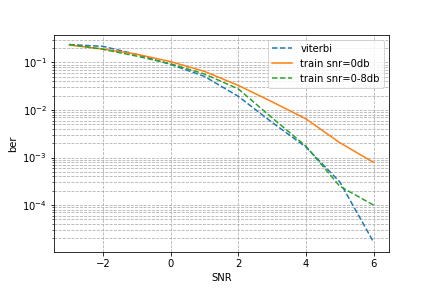 viterbi
train snr=0db
train snr=0-8db
10⁻¹
10⁻²
10⁻³
10⁻⁴
ber
−2
0
2
4
6
SNR